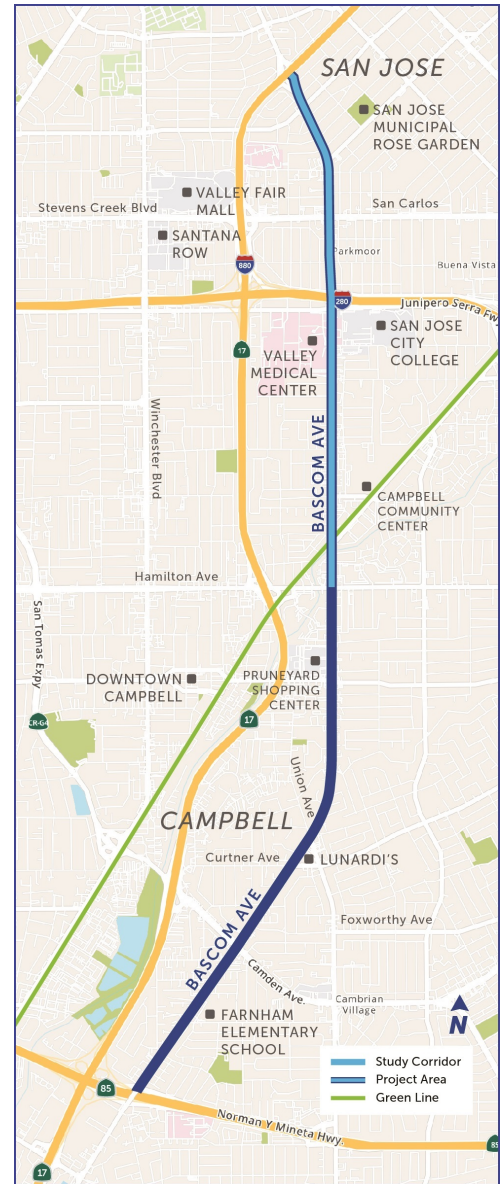 SAN JOSE
SAN JOSE
MUNICIPAL
ROSE GARDEN
VALLEY FAIR
MALL
Stevens Creek Blvd
San Carlos
SANTANA
ROW
Parkmoor
880
Buena Vista
280
Junipero Serra Fwy
SAN JOSE
CITY
COLLEGE
17
VALLEY
MEDICAL
CENTER
Winchester Blvd
BASCOM AVE
CAMPBELL
COMMUNITY
CENTER
Hamilton Ave
San Tomas Expy
DOWNTOWN
CAMPBELL
PRUNEYARD
SHOPPING
CENTER
CR-G4
17
Union Ave
CAMPBELL
Curtner Ave
LUNARDI'S
BASCOM AVE
Foxworthy Ave
Camden Ave.
Cambrian
Village
N
FARNHAM
ELEMENTARY
SCHOOL
Study Corridor
Project Area
Green Line
85
Norman Y Mineta Hwy.
85
17